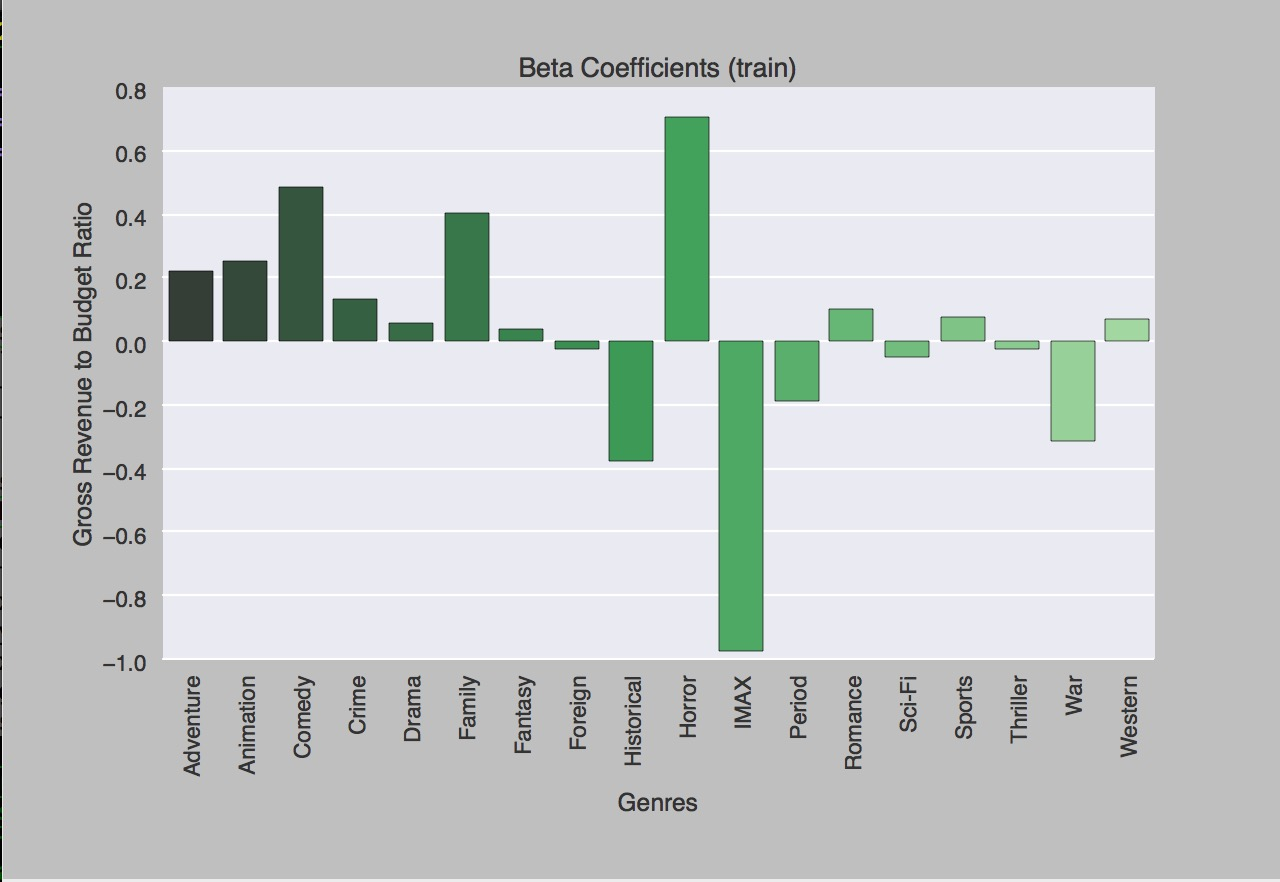 Beta Coefficients (train)
Gross Revenue to Budget Ratio
0.8
0.6
0.4
0.2
0.0
−0.2
−0.4
−0.6
−0.8
−1.0
Adventure
Animation
Comedy
Crime
Drama
Family
Fantasy
Foreign
Historical
Horror
IMAX
Period
Romance
Sci-Fi
Sports
Thriller
War
Western
Genres